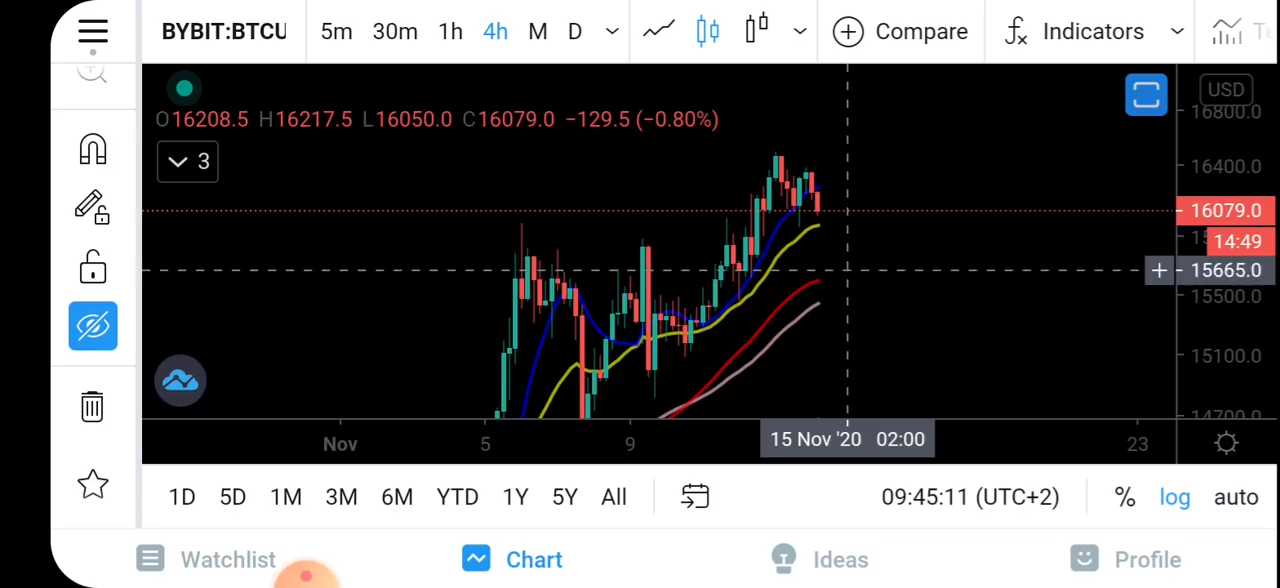 BYBIT:BTCU 5m 30m 1h 4h M D Compare Indicators
USD
16800.0
O16208.5 H16217.5 L16050.0 C16079.0 −129.5 (−0.80%)
3
16400.0
16079.0
14:49
15665.0
15500.0
15100.0
14700.0
Nov 5 9 15 Nov '20 02:00 23
1D 5D 1M 3M 6M YTD 1Y 5Y All 09:45:11 (UTC+2) % log auto
Watchlist Chart Ideas Profile